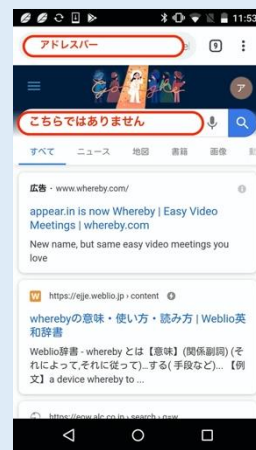 11:53
アドレスバー
9
ア
こちらではありません
すべて ニュース 地図 書籍 画像
広告 · www.whereby.com/
appear.in is now Whereby | Easy Video
Meetings | whereby.com
New name, but same easy video meetings you
love
W https://ejje.weblio.jp › content
wherebyの意味・使い方・読み方 | Weblio英
和辞書
Weblio辞書 - whereby とは【意味】(関係副詞) (そ
れによって,それに従って)...する( 手段など)... 【例
文】a device whereby to ...
https://eow.alc.co.jp › search › q=w